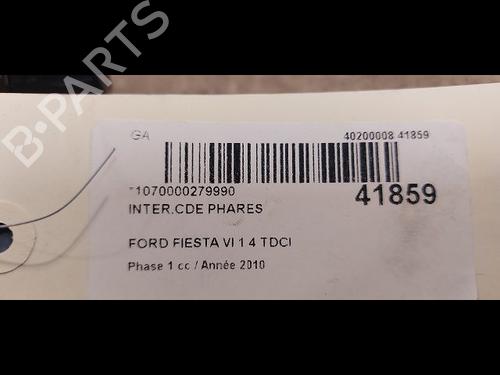 B-PARTS
GA
40200008 41859
*1070000279990
41859
INTER.CDE PHARES
FORD FIESTA VI 1 4 TDCI
Phase 1 cc / Année 2010